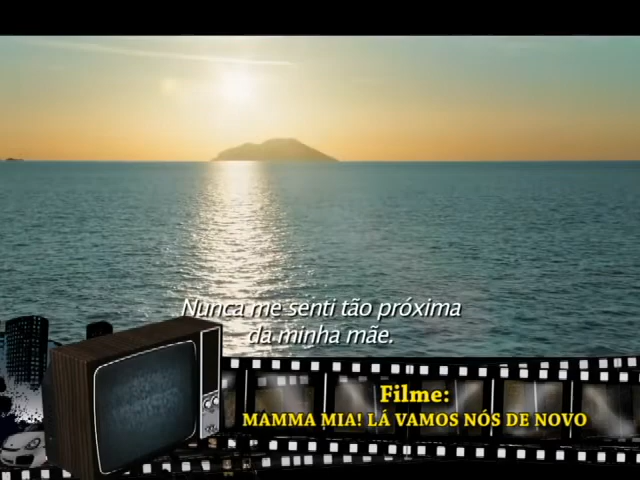 Nunca me senti tão próxima
da minha mãe.
Filme:
MAMMA MIA! LÁ VAMOS NÓS DE NOVO